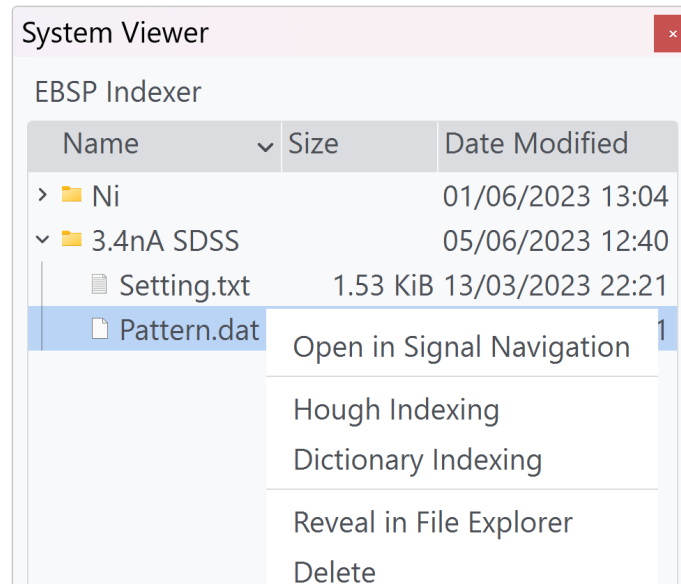 System Viewer
×
EBSP Indexer
Name Size Date Modified
Ni 01/06/2023 13:04
3.4nA SDSS 05/06/2023 12:40
Setting.txt 1.53 KiB 13/03/2023 22:21
Pattern.dat 1
Open in Signal Navigation
Hough Indexing
Dictionary Indexing
Reveal in File Explorer
Delete